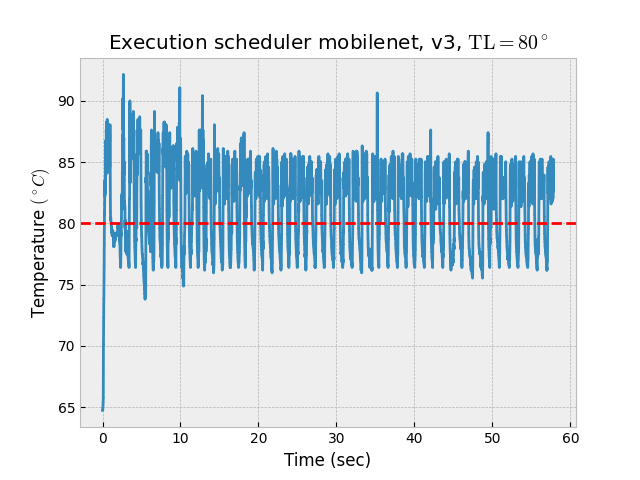 Execution scheduler mobilenet, v3, TL = 80°
90
85
80
75
70
65
Temperature (°C)
0 10 20 30 40 50 60
Time (sec)